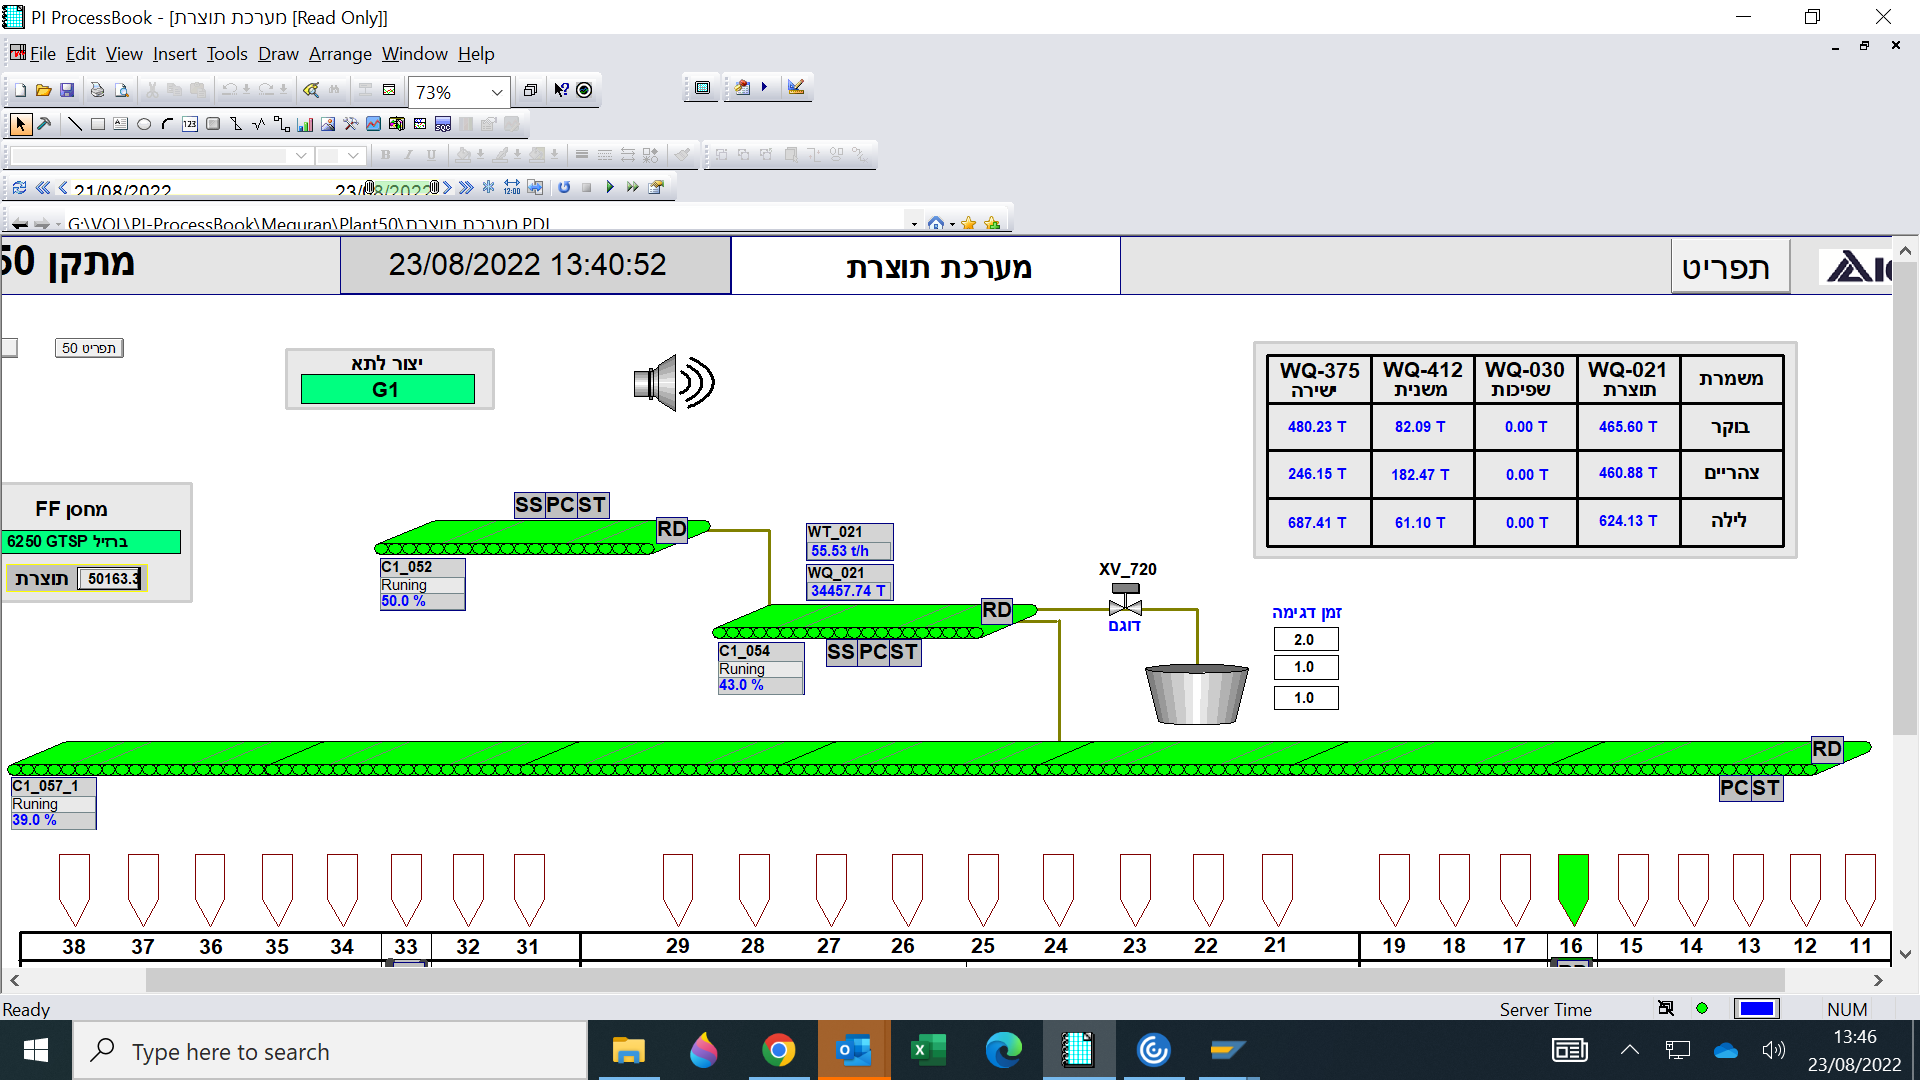 PI ProcessBook - [מערכת תוצרת [Read Only]]
File Edit View Insert Tools Draw Arrange Window Help
73%
B I U
21/08/2022 23/08/2022
G:\VOL\PI-ProcessBook\Meguran\Plant50\מערכת תוצרת.PDI
מתקן 50
23/08/2022 13:40:52
מערכת תוצרת
תפריט
תפריט 50
יצור לתא
G1
WQ-375 WQ-412 WQ-030 WQ-021 משמרת
ישירה משנית שפיכות תוצרת
480.23 T 82.09 T 0.00 T 465.60 T בוקר
246.15 T 182.47 T 0.00 T 460.88 T צהריים
687.41 T 61.10 T 0.00 T 624.13 T לילה
מחסן FF
6250 GTSP ברזיל
תוצרת 50163.3
SS PC ST
RD
C1_052
Runing
50.0 %
WT_021
55.53 t/h
WQ_021
34457.74 T
RD
C1_054
Runing
43.0 %
SS PC ST
XV_720
דוגם
זמן דגימה
2.0
1.0
1.0
RD
C1_057_1
Runing
39.0 %
PC ST
38 37 36 35 34 33 32 31 29 28 27 26 25 24 23 22 21 19 18 17 16 15 14 13 12 11
Ready
Server Time
NUM
Type here to search
13:46
23/08/2022